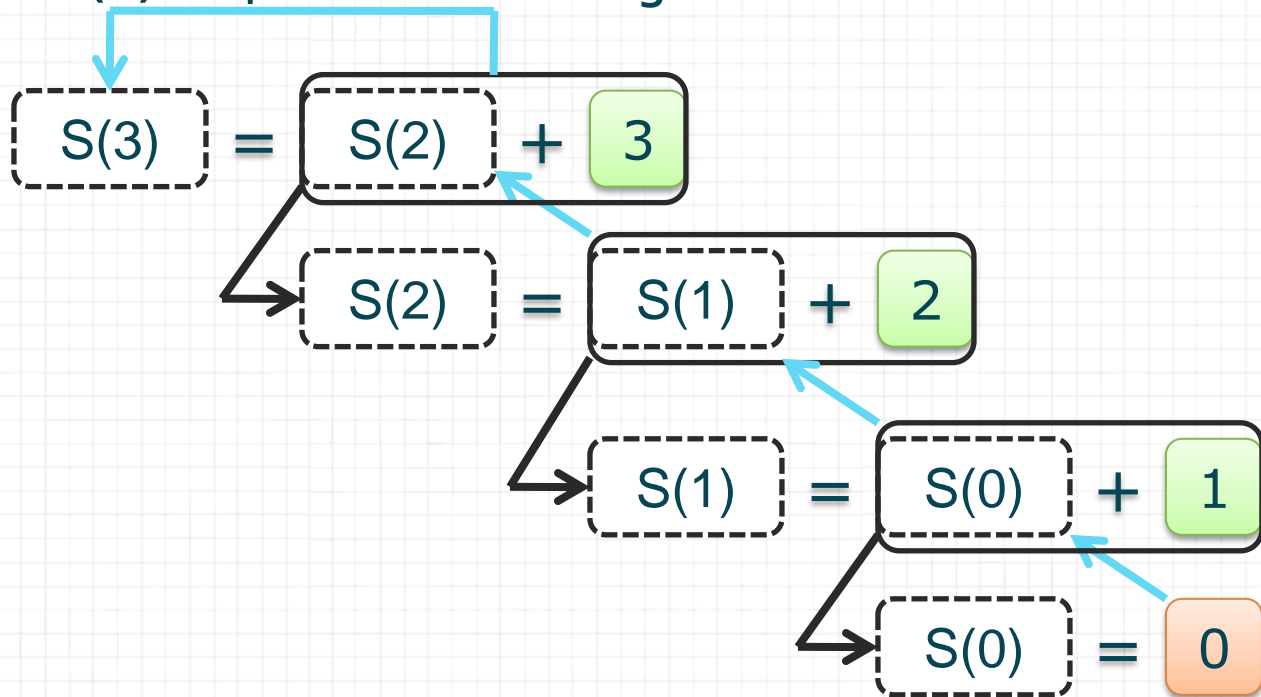 S(3) = S(2) + 3
S(2) = S(1) + 2
S(1) = S(0) + 1
S(0) = 0